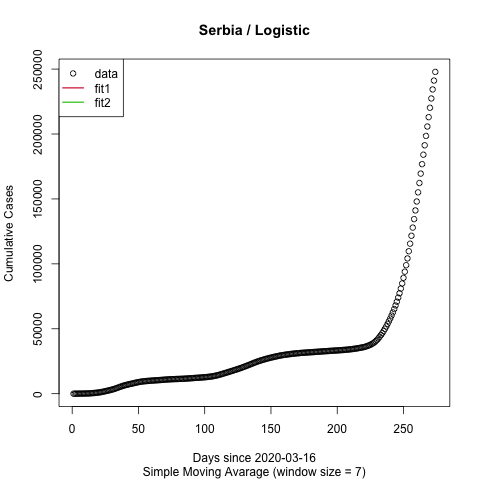 Serbia / Logistic
data
fit1
fit2
Cumulative Cases
250000
200000
150000
100000
50000
0
0 50 100 150 200 250
Days since 2020-03-16
Simple Moving Avarage (window size = 7)